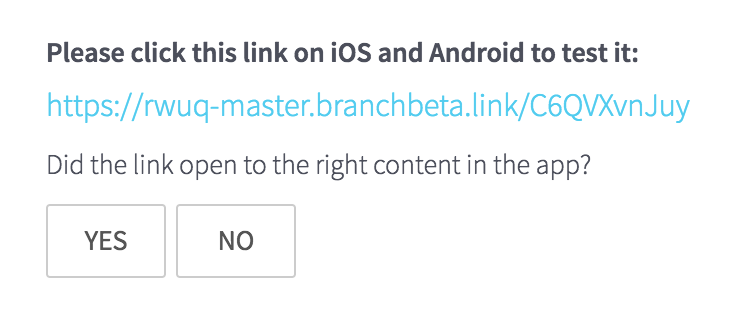 Please click this link on iOS and Android to test it:
https://rwuq-master.branchbeta.link/C6QVXvnJuy
Did the link open to the right content in the app?
YES NO